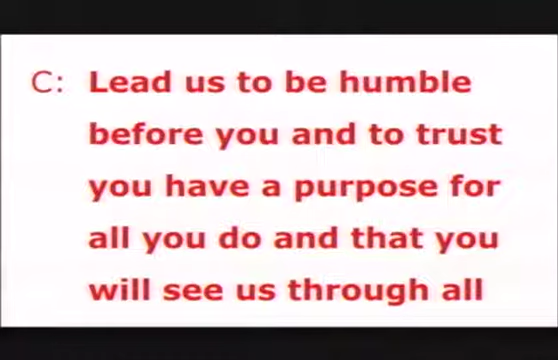 C: Lead us to be humble
before you and to trust
you have a purpose for
all you do and that you
will see us through all